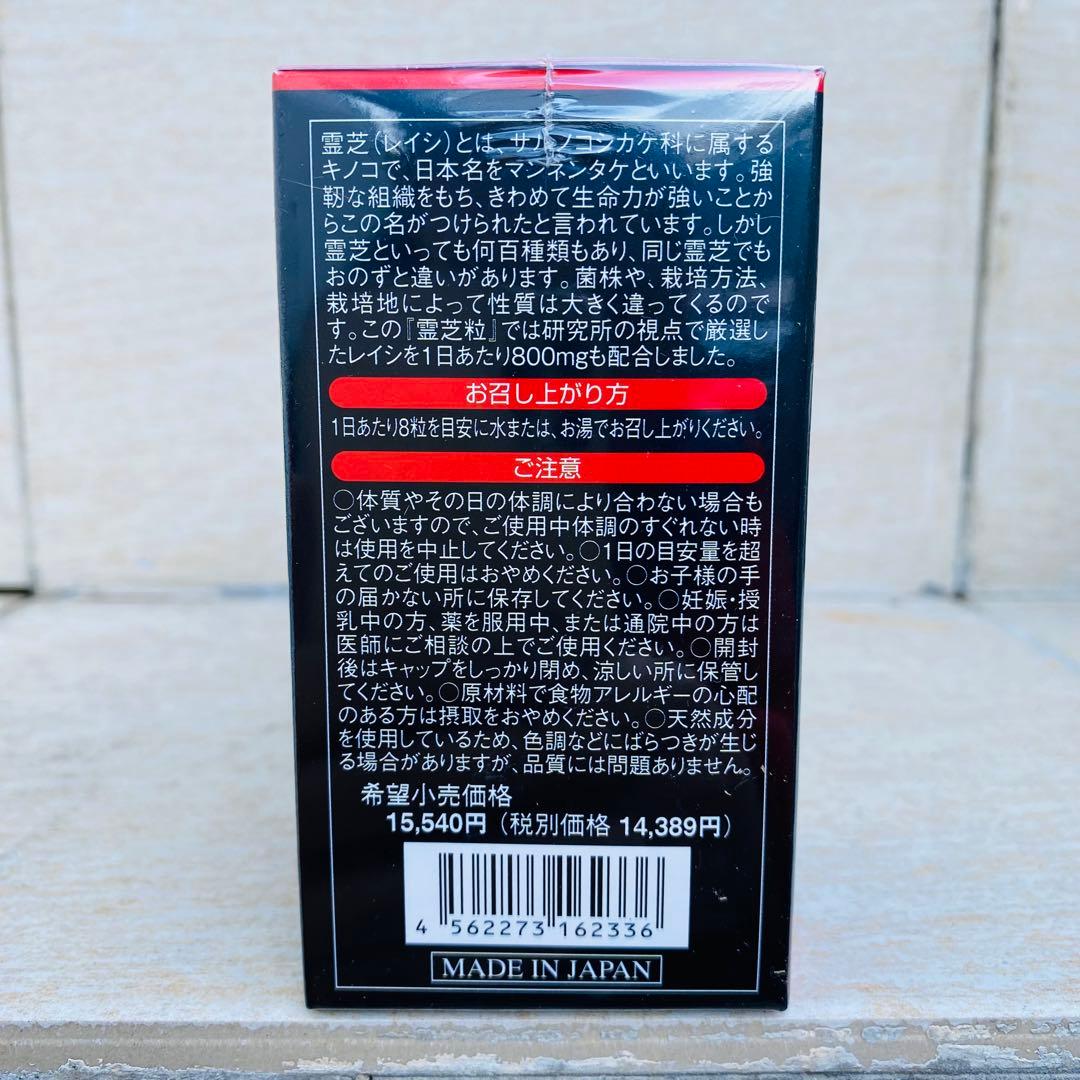 霊芝（レイシ）とは、サルノコシカケ科に属する
キノコで、日本名をマンネンタケといいます。強
靭な組織をもち、きわめて生命力が強いことか
らこの名がつけられたと言われています。しかし
霊芝といっても何百種類もあり、同じ霊芝でも
おのずと違いがあります。菌株や、栽培方法、
栽培地によって性質は大きく違ってくるので
す。この『霊芝粒』では研究所の視点で厳選し
たレイシを1日あたり800mgも配合しました。
お召し上がり方
1日あたり8粒を目安に水または、お湯でお召し上がりください。
ご注意
○体質やその日の体調により合わない場合も
ございますので、ご使用中体調のすぐれない時
は使用を中止してください。○1日の目安量を超
えてのご使用はおやめください。○お子様の手
の届かない所に保存してください。○妊娠・授
乳中の方、薬を服用中、または通院中の方は
医師にご相談の上でご使用ください。○開封
後はキャップをしっかり閉め、涼しい所に保管し
てください。○原材料で食物アレルギーの心配
のある方は摂取をおやめください。○天然成分
を使用しているため、色調などにばらつきが生じ
る場合がありますが、品質には問題ありません。
希望小売価格
15,540円（税別価格 14,389円）
4 562273 162336
MADE IN JAPAN